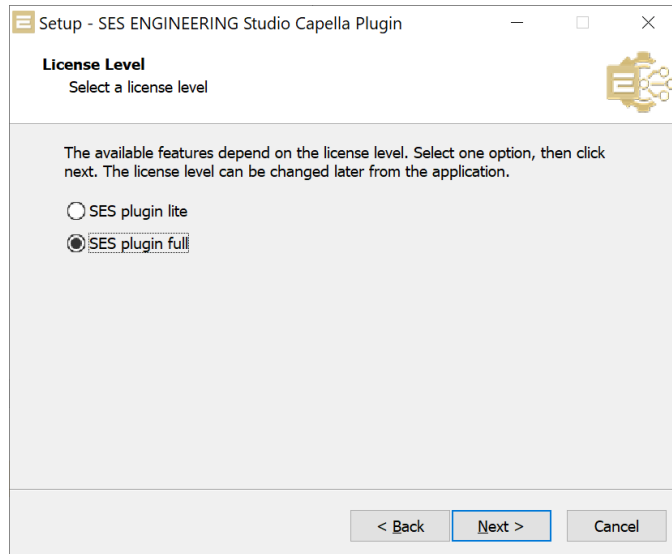 Setup - SES ENGINEERING Studio Capella Plugin
License Level
Select a license level
E
The available features depend on the license level. Select one option, then click
next. The license level can be changed later from the application.
SES plugin lite
SES plugin full
< Back
Next >
Cancel